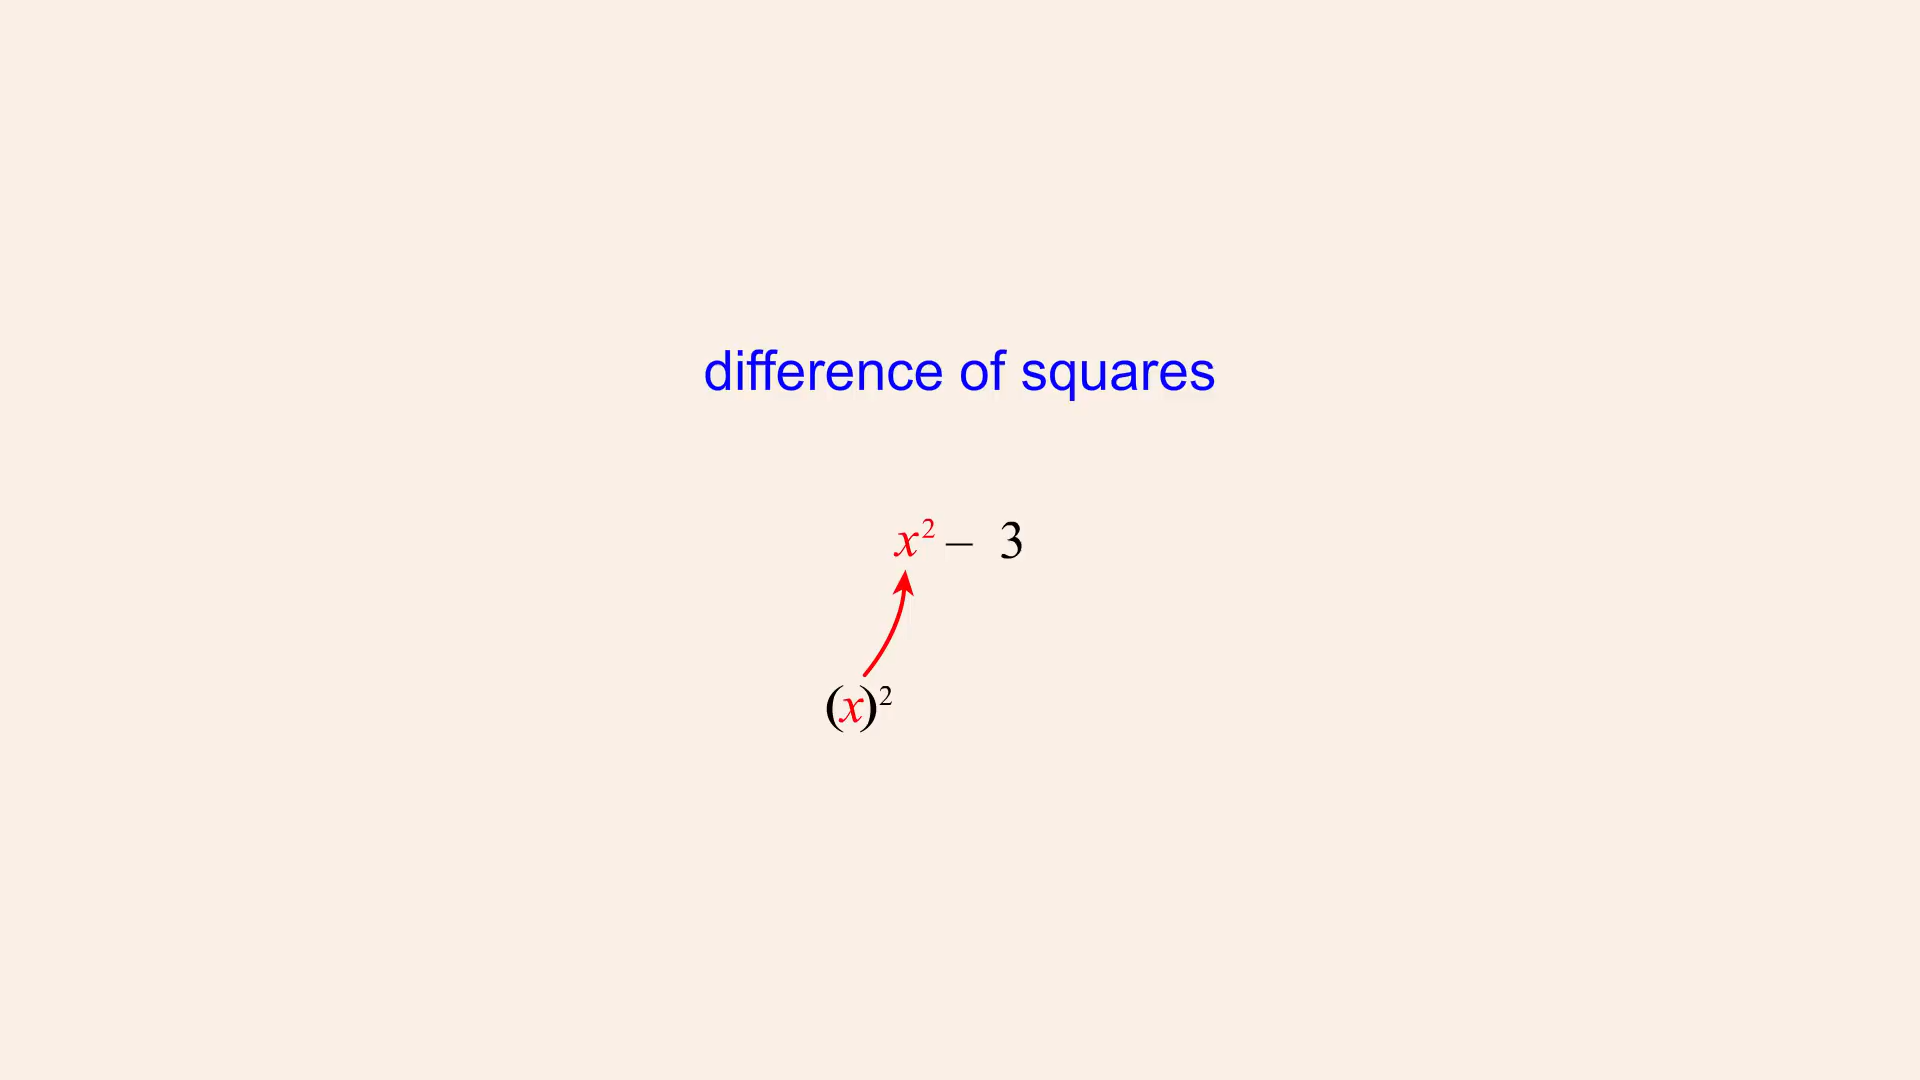 difference of squares
x² – 3
(x)²